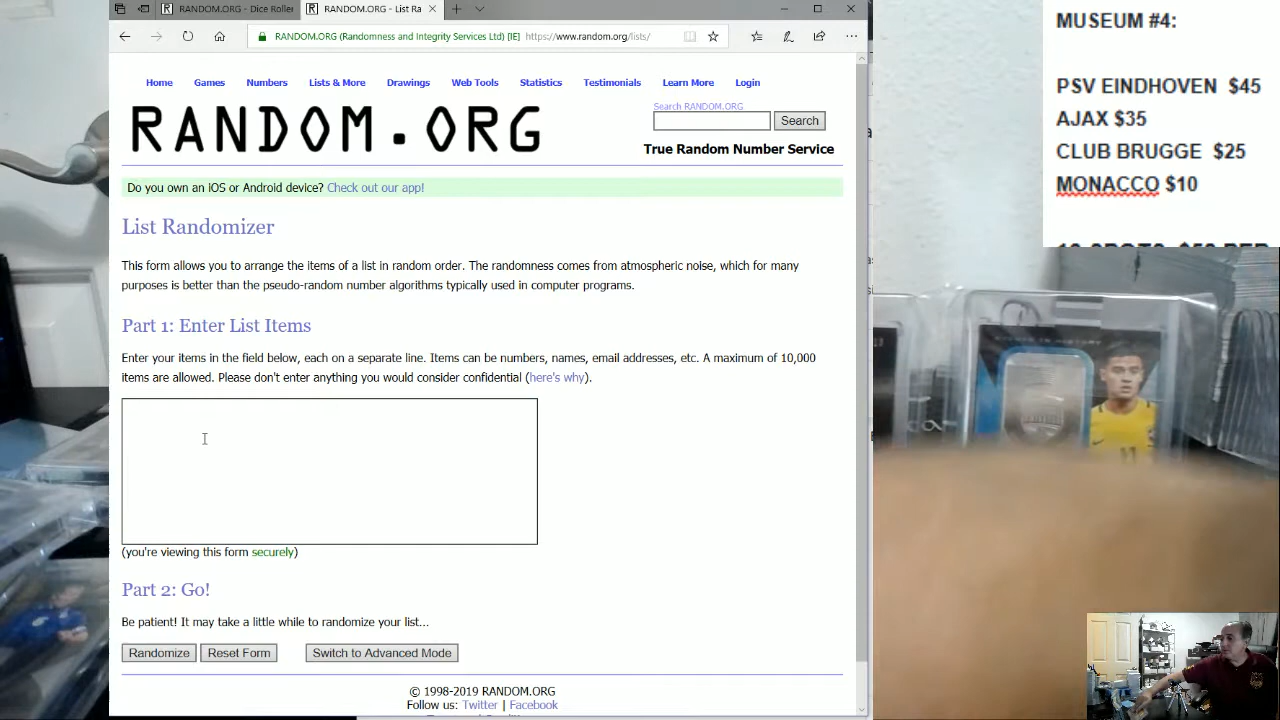 RANDOM.ORG - Dice Roller
RANDOM.ORG - List Ra
RANDOM.ORG (Randomness and Integrity Services Ltd) [IE] https://www.random.org/lists/
Home Games Numbers Lists & More Drawings Web Tools Statistics Testimonials Learn More Login
RANDOM.ORG
Search RANDOM.ORG
Search
True Random Number Service
Do you own an iOS or Android device? Check out our app!
List Randomizer
This form allows you to arrange the items of a list in random order. The randomness comes from atmospheric noise, which for many
purposes is better than the pseudo-random number algorithms typically used in computer programs.
Part 1: Enter List Items
Enter your items in the field below, each on a separate line. Items can be numbers, names, email addresses, etc. A maximum of 10,000
items are allowed. Please don't enter anything you would consider confidential (here's why).
(you're viewing this form securely)
Part 2: Go!
Be patient! It may take a little while to randomize your list...
Randomize Reset Form Switch to Advanced Mode
© 1998-2019 RANDOM.ORG
Follow us: Twitter | Facebook
MUSEUM #4:
PSV EINDHOVEN $45
AJAX $35
CLUB BRUGGE $25
MONACCO $10